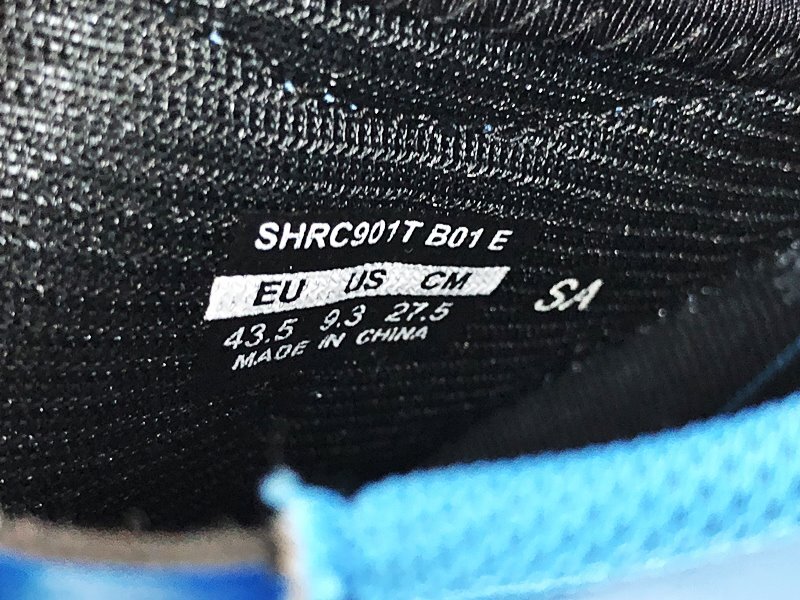 SHRC901T B01 E
EU US CM
43.5 9.3 27.5
MADE IN CHINA
SA